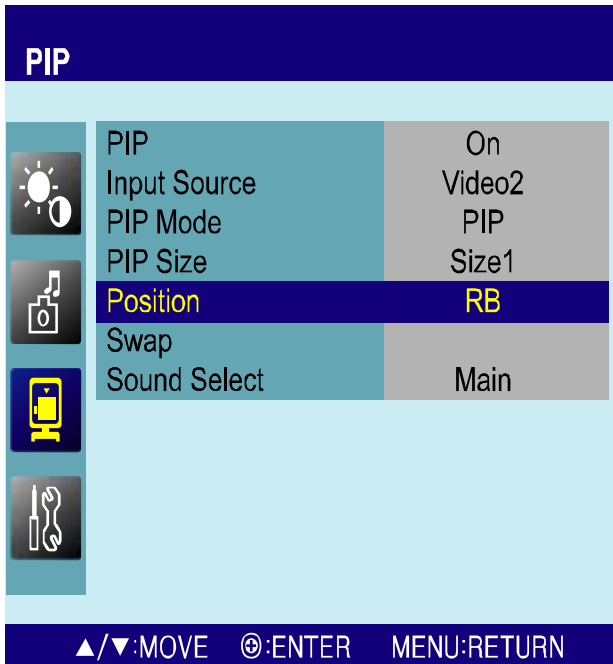 PIP
PIP On
Input Source Video2
PIP Mode PIP
PIP Size Size1
Position RB
Swap
Sound Select Main
▲/▼:MOVE ⊕:ENTER MENU:RETURN